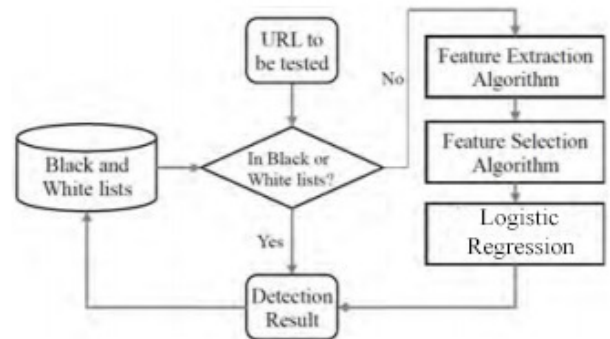 URL to
be tested
No
Feature Extraction
Algorithm
Black and
White lists
In Black or
White lists?
Feature Selection
Algorithm
Yes
Logistic
Regression
Detection
Result